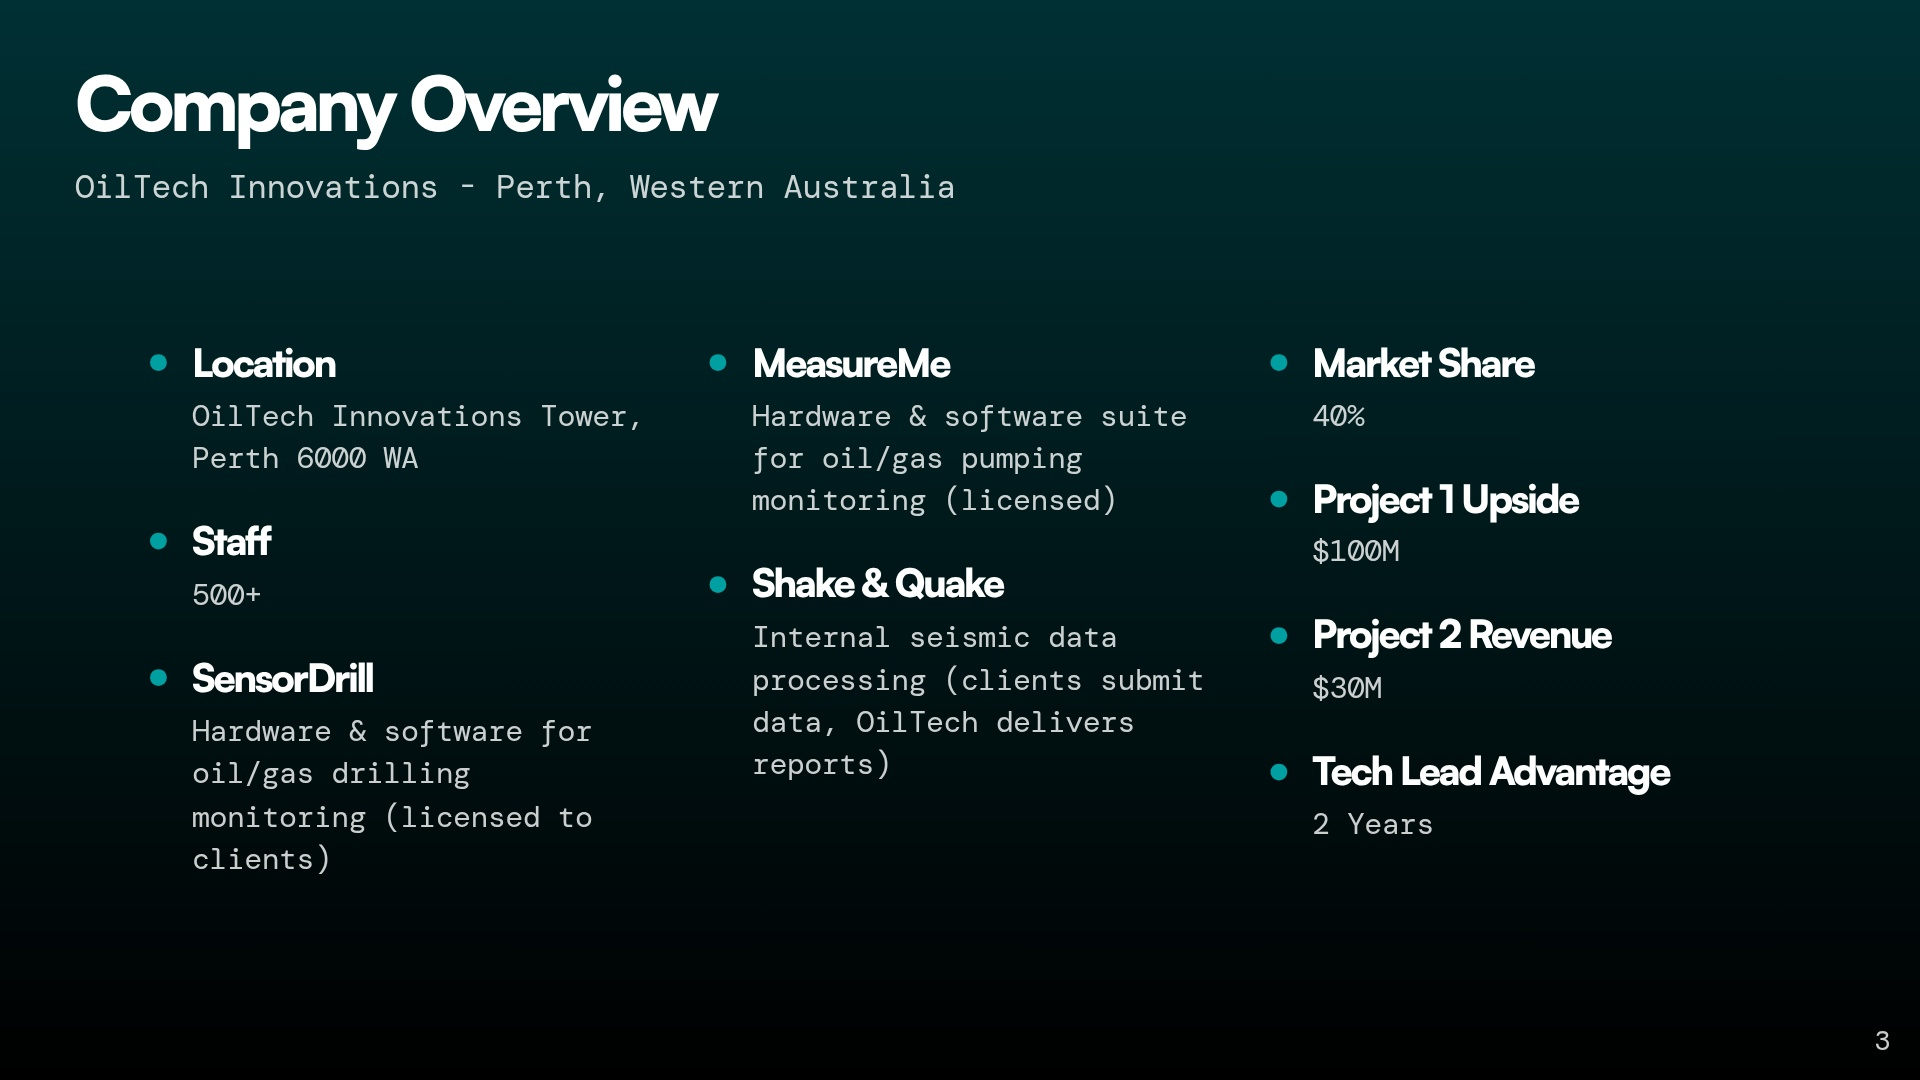 Company Overview
OilTech Innovations - Perth, Western Australia
Location
OilTech Innovations Tower,
Perth 6000 WA
Staff
500+
SensorDrill
Hardware & software for
oil/gas drilling
monitoring (licensed to
clients)
MeasureMe
Hardware & software suite
for oil/gas pumping
monitoring (licensed)
Shake & Quake
Internal seismic data
processing (clients submit
data, OilTech delivers
reports)
Market Share
40%
Project 1 Upside
$100M
Project 2 Revenue
$30M
Tech Lead Advantage
2 Years
3